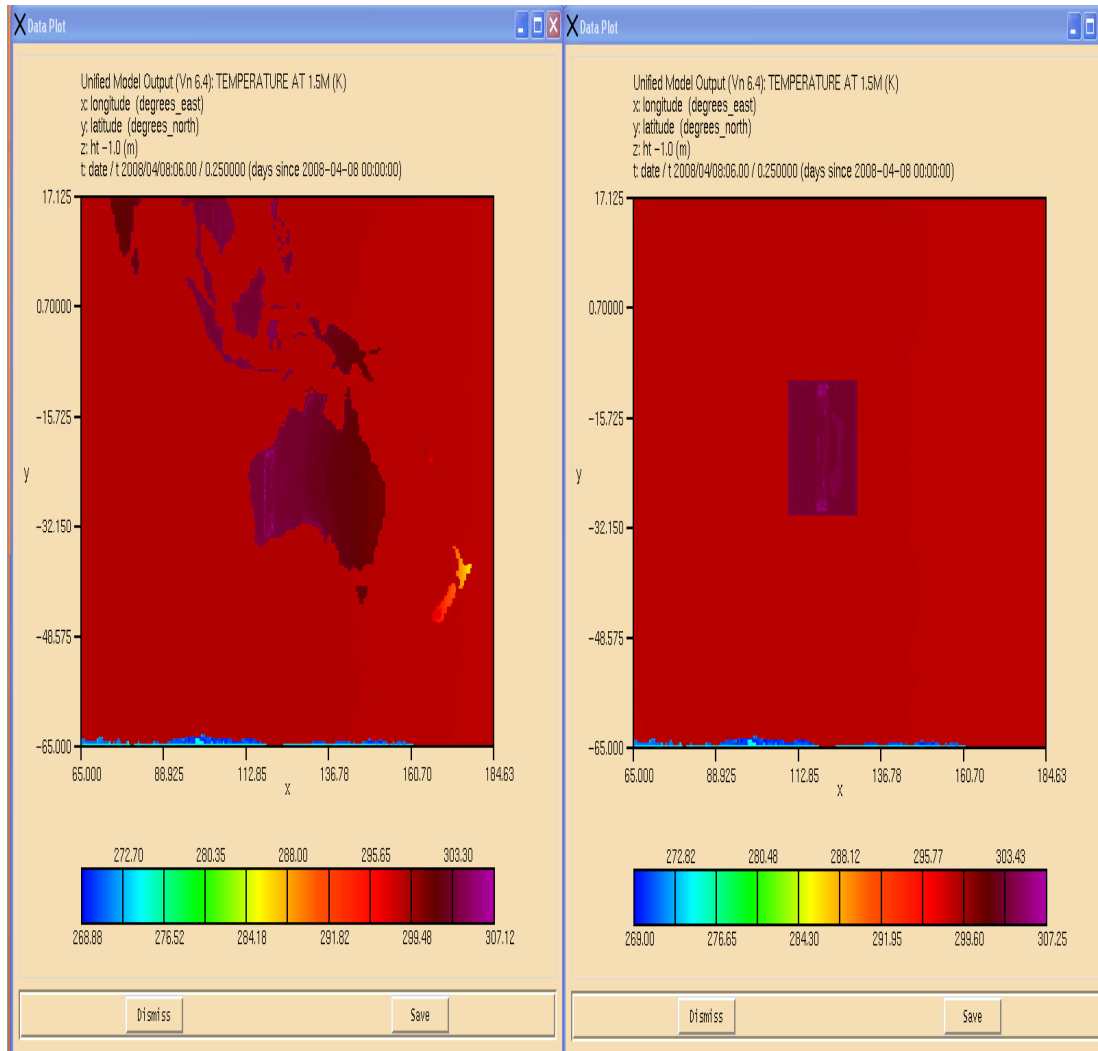 Data Plot
Unified Model Output (Vn 6.4): TEMPERATURE AT 1.5M (K)
x: longitude (degrees_east)
y: latitude (degrees_north)
z: ht -1.0 (m)
t: date / t 2008/04/08:06.00 / 0.250000 (days since 2008-04-08 00:00:00)
17.125
0.70000
-15.725
y
-32.150
-48.575
-65.000
65.000 88.925 112.85 136.78 160.70 184.63
x
272.70 280.35 288.00 295.65 303.30
268.88 276.52 284.18 291.82 299.48 307.12
Dismiss Save
Data Plot
Unified Model Output (Vn 6.4): TEMPERATURE AT 1.5M (K)
x: longitude (degrees_east)
y: latitude (degrees_north)
z: ht -1.0 (m)
t: date / t 2008/04/08:06.00 / 0.250000 (days since 2008-04-08 00:00:00)
17.125
0.70000
-15.725
y
-32.150
-48.575
-65.000
65.000 88.925 112.85 136.78 160.70 184.63
x
272.82 280.48 288.12 295.77 303.43
269.00 276.65 284.30 291.95 299.60 307.25
Dismiss Save